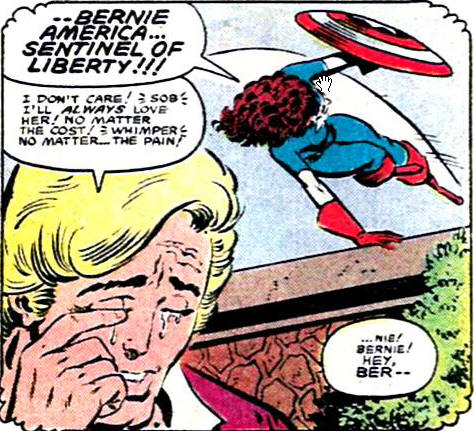 --BERNIE
AMERICA...
SENTINEL OF
LIBERTY!!!
I DON'T CARE! SOB
I'LL ALWAYS LOVE
HER! NO MATTER
THE COST! WHIMPER
NO MATTER... THE PAIN!
...NIE!
BERNIE!
HEY,
BER--